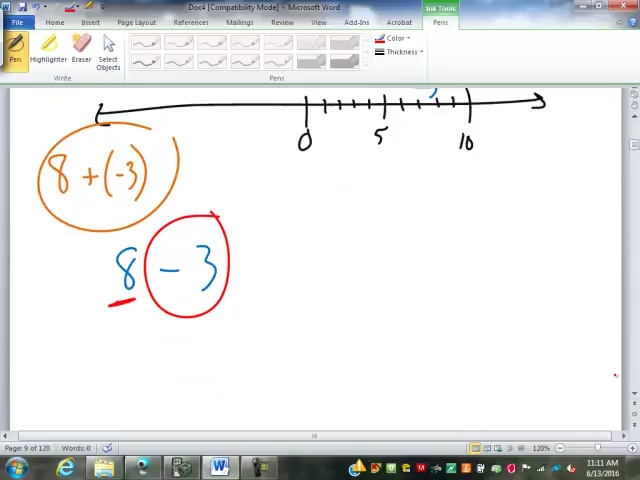 Doc4 [Compatibility Mode] - Microsoft Word
Ink Tools
File Home Insert Page Layout References Mailings Review View Add-Ins Acrobat Pens
Pen Highlighter Eraser Select Objects
Color
Thickness
Write
Pens
0 5 10
8 + (-3)
8 - 3
Page: 9 of 120 Words: 0 120%
11:11 AM
6/13/2016